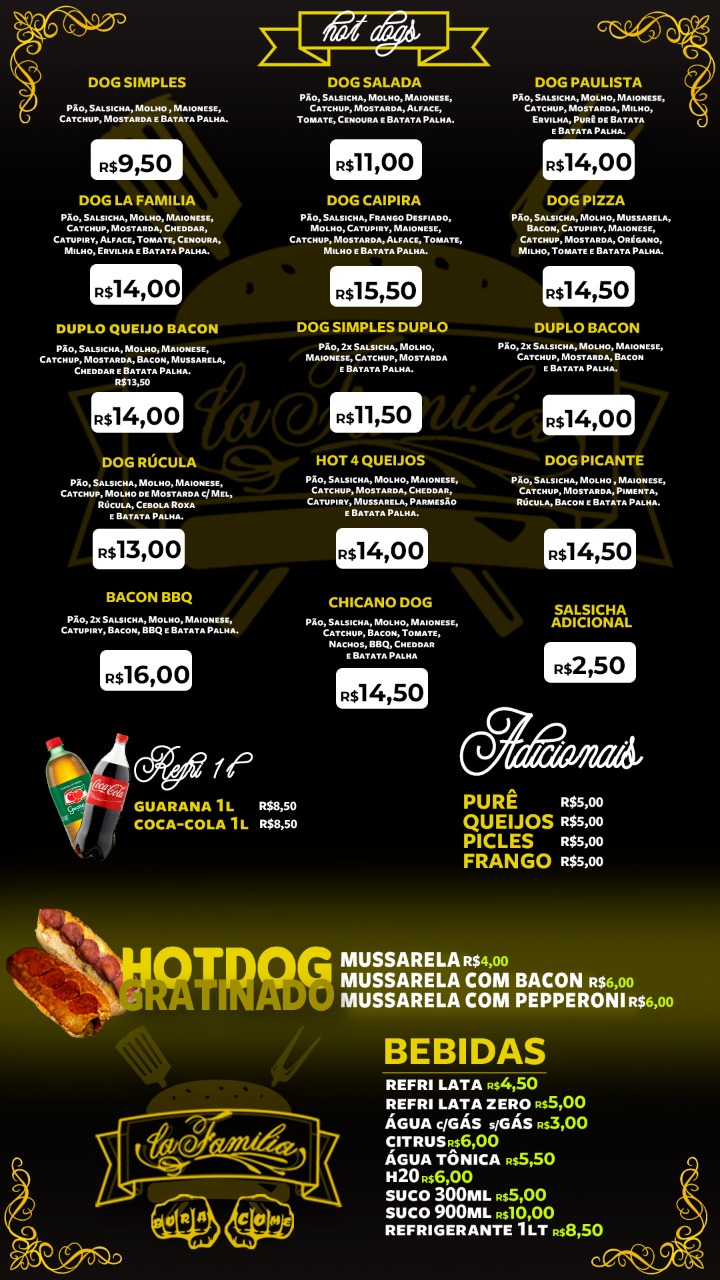 hot dogs
DOG SIMPLES
Pão, Salsicha, Molho , Maionese,
Catchup, Mostarda e Batata Palha.
R$9,50
DOG SALADA
Pão, Salsicha, Molho, Maionese,
Catchup, Mostarda, Alface,
Tomate, Cenoura e Batata Palha.
R$11,00
DOG PAULISTA
Pão, Salsicha, Molho, Maionese,
Catchup, Mostarda, Milho,
Ervilha, Purê de Batata
e Batata Palha.
R$14,00
DOG LA FAMILIA
Pão, Salsicha, Molho, Maionese,
Catchup, Mostarda, Cheddar,
Catupiry, Alface, Tomate, Cenoura,
Milho, Ervilha e Batata Palha.
R$14,00
DOG CAIPIRA
Pão, Salsicha, Frango Desfiado,
Molho, Catupiry, Maionese,
Catchup, Mostarda, Alface, Tomate,
Milho e Batata Palha.
R$15,50
DOG PIZZA
Pão, Salsicha, Molho, Mussarela,
Bacon, Catupiry, Maionese,
Catchup, Mostarda, Orégano,
Milho, Tomate e Batata Palha.
R$14,50
DUPLO QUEIJO BACON
Pão, Salsicha, Molho, Maionese,
Catchup, Mostarda, Bacon, Mussarela,
Cheddar e Batata Palha.
R$13,50
R$14,00
DOG SIMPLES DUPLO
Pão, 2x Salsicha, Molho,
Maionese, Catchup, Mostarda
e Batata Palha.
R$11,50
DUPLO BACON
Pão, 2x Salsicha, Molho, Maionese,
Catchup, Mostarda, Bacon
e Batata Palha.
R$14,00
la Familia
DOG RÚCULA
Pão, Salsicha, Molho, Maionese,
Catchup, Molho de Mostarda c/ Mel,
Rúcula, Cebola Roxa
e Batata Palha.
R$13,00
HOT 4 QUEIJOS
Pão, Salsicha, Molho, Maionese,
Catchup, Mostarda, Cheddar,
Catupiry, Mussarela, Parmesão
e Batata Palha.
R$14,00
DOG PICANTE
Pão, Salsicha, Molho , Maionese,
Catchup, Mostarda, Pimenta,
Rúcula, Bacon e Batata Palha.
R$14,50
BACON BBQ
Pão, 2x Salsicha, Molho, Maionese,
Catupiry, Bacon, BBQ e Batata Palha.
R$16,00
CHICANO DOG
Pão, Salsicha, Molho, Maionese,
Catchup, Bacon, Tomate,
Nachos, BBQ, Cheddar
e Batata Palha
R$14,50
SALSICHA
ADICIONAL
R$2,50
Refri 1l
Coca-Cola
GUARANA 1L R$8,50
COCA-COLA 1L R$8,50
Adicionais
PURÊ R$5,00
QUEIJOS R$5,00
PICLES R$5,00
FRANGO R$5,00
HOTDOG
GRATINADO
MUSSARELA R$4,00
MUSSARELA COM BACON R$6,00
MUSSARELA COM PEPPERONI R$6,00
BEBIDAS
REFRI LATA R$4,50
REFRI LATA ZERO R$5,00
ÁGUA c/GÁS s/GÁS R$3,00
CITRUS R$6,00
ÁGUA TÔNICA R$5,50
H20 R$6,00
SUCO 300ML R$5,00
SUCO 900ML R$10,00
REFRIGERANTE 1LT R$8,50
la Familia
BORA COME